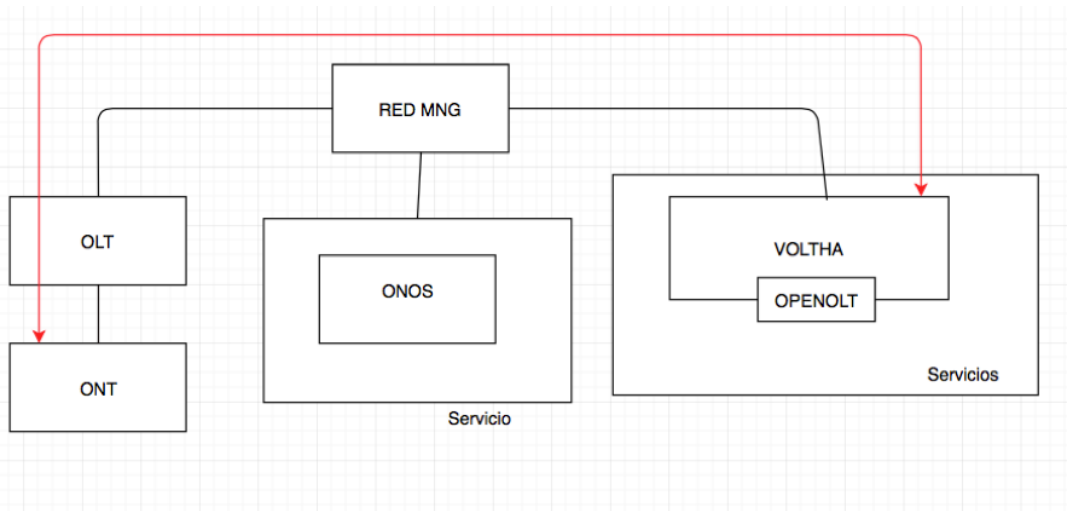 RED MNG
OLT
ONT
ONOS
Servicio
VOLTHA
OPENOLT
Servicios